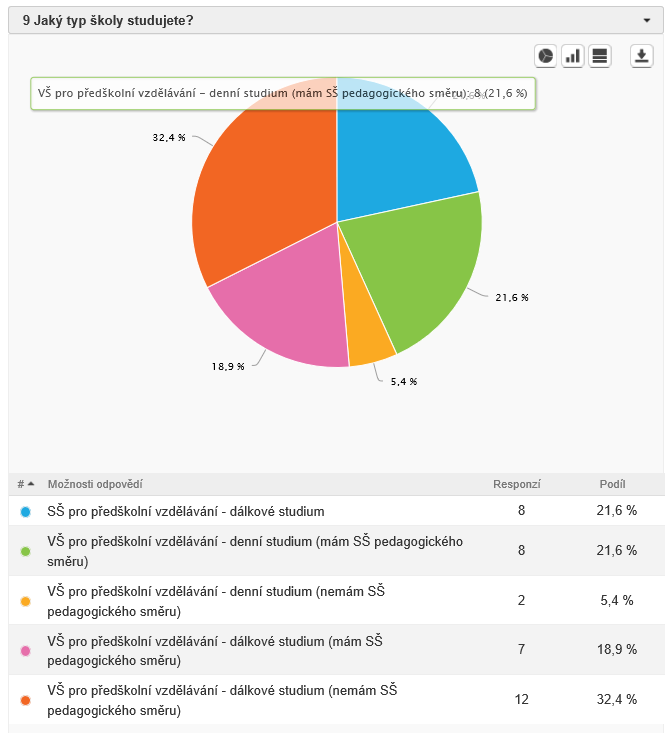 9 Jaký typ školy studujete?
VŠ pro předškolní vzdělávání – denní studium (mám SŠ pedagogického směru): 8 (21,6 %)
21,6 %
32,4 %
21,6 %
18,9 %
5,4 %
# Možnosti odpovědí Responzí Podíl
SŠ pro předškolní vzdělávání - dálkové studium 8 21,6 %
VŠ pro předškolní vzdělávání - denní studium (mám SŠ pedagogického
směru) 8 21,6 %
VŠ pro předškolní vzdělávání - denní studium (nemám SŠ
pedagogického směru) 2 5,4 %
VŠ pro předškolní vzdělávání - dálkové studium (mám SŠ
pedagogického směru) 7 18,9 %
VŠ pro předškolní vzdělávání - dálkové studium (nemám SŠ
pedagogického směru) 12 32,4 %